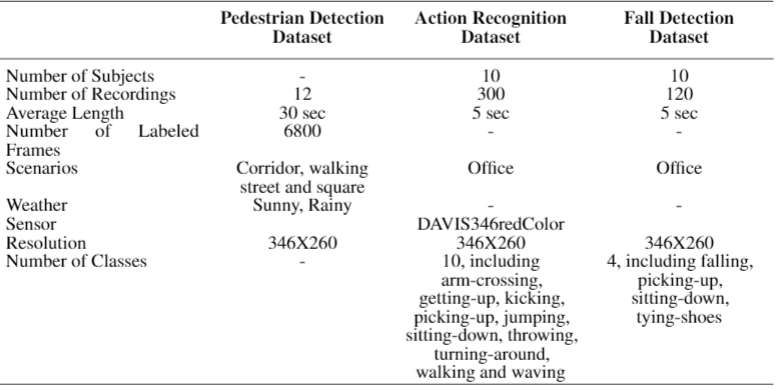 Pedestrian Detection Action Recognition Fall Detection
Dataset Dataset Dataset
Number of Subjects - 10 10
Number of Recordings 12 300 120
Average Length 30 sec 5 sec 5 sec
Number of Labeled 6800 - -
Frames
Scenarios Corridor, walking Office Office
street and square
Weather Sunny, Rainy - -
Sensor DAVIS346redColor
Resolution 346X260 346X260 346X260
Number of Classes - 10, including 4, including falling,
arm-crossing, picking-up,
getting-up, kicking, sitting-down,
picking-up, jumping, tying-shoes
sitting-down, throwing,
turning-around,
walking and waving